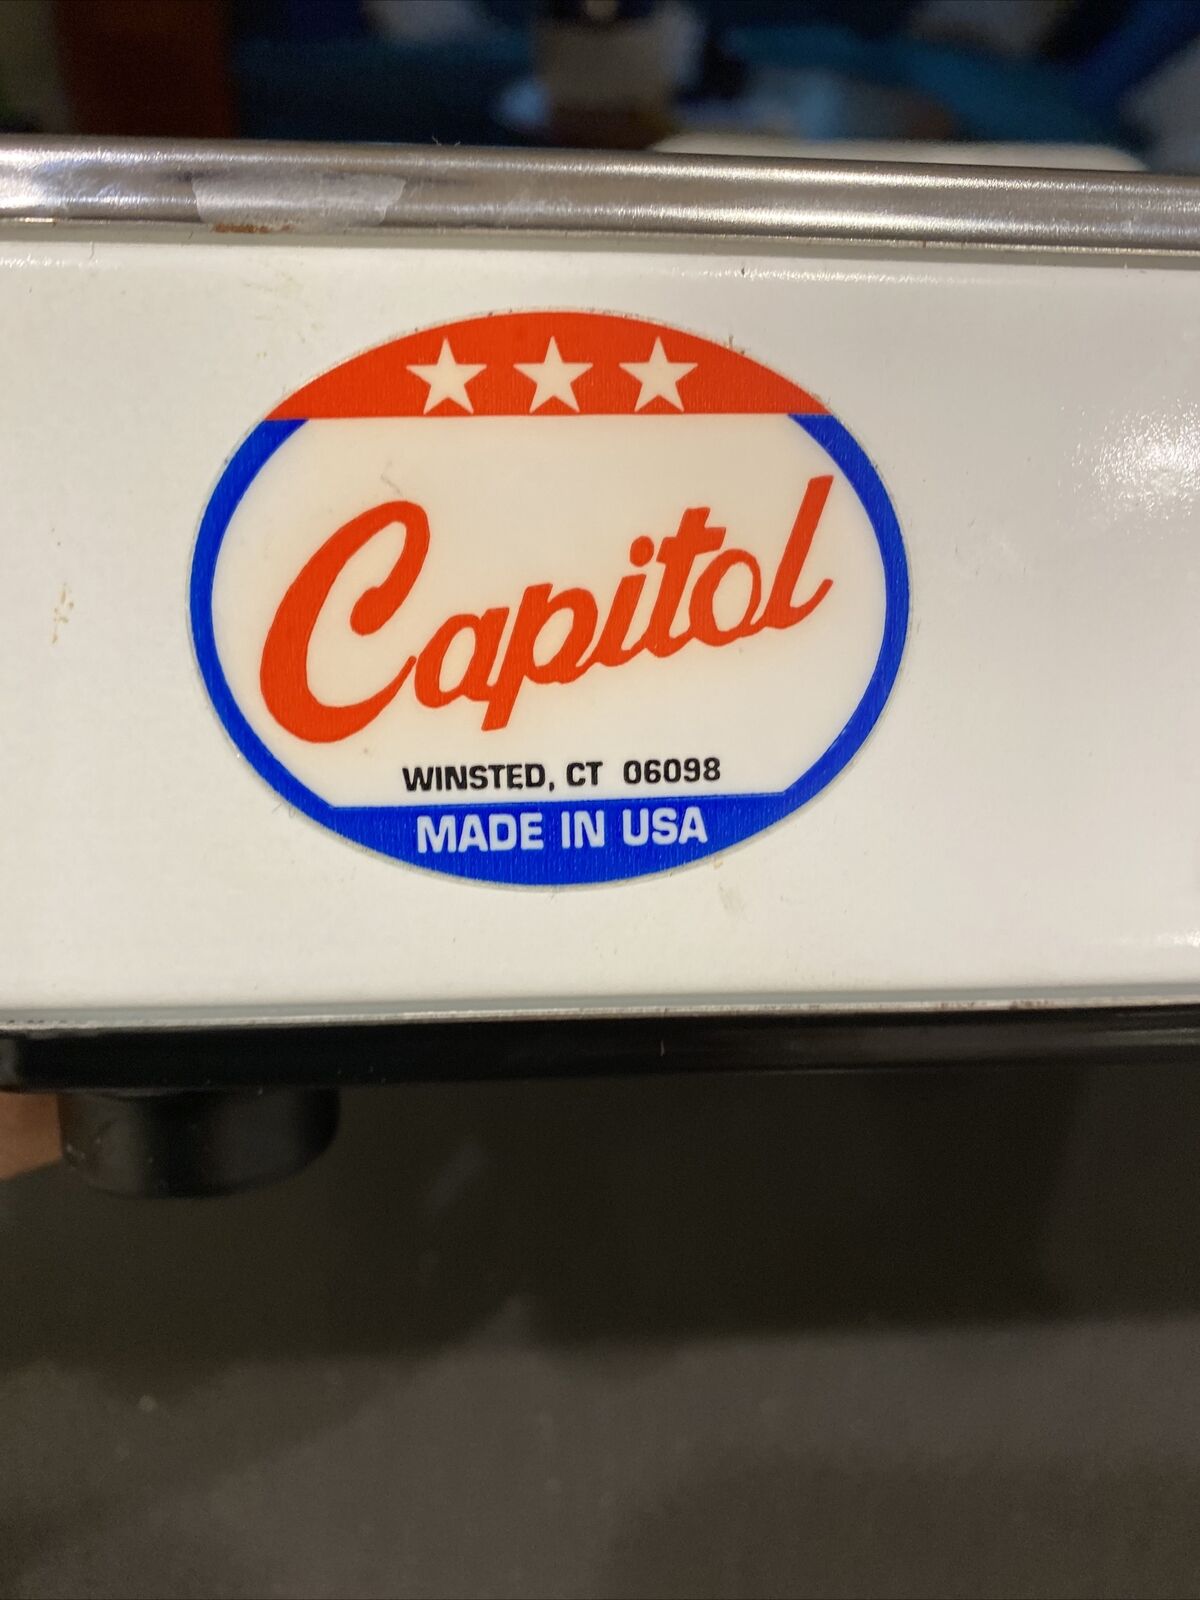 Capitol
WINSTED, CT 06098
MADE IN USA